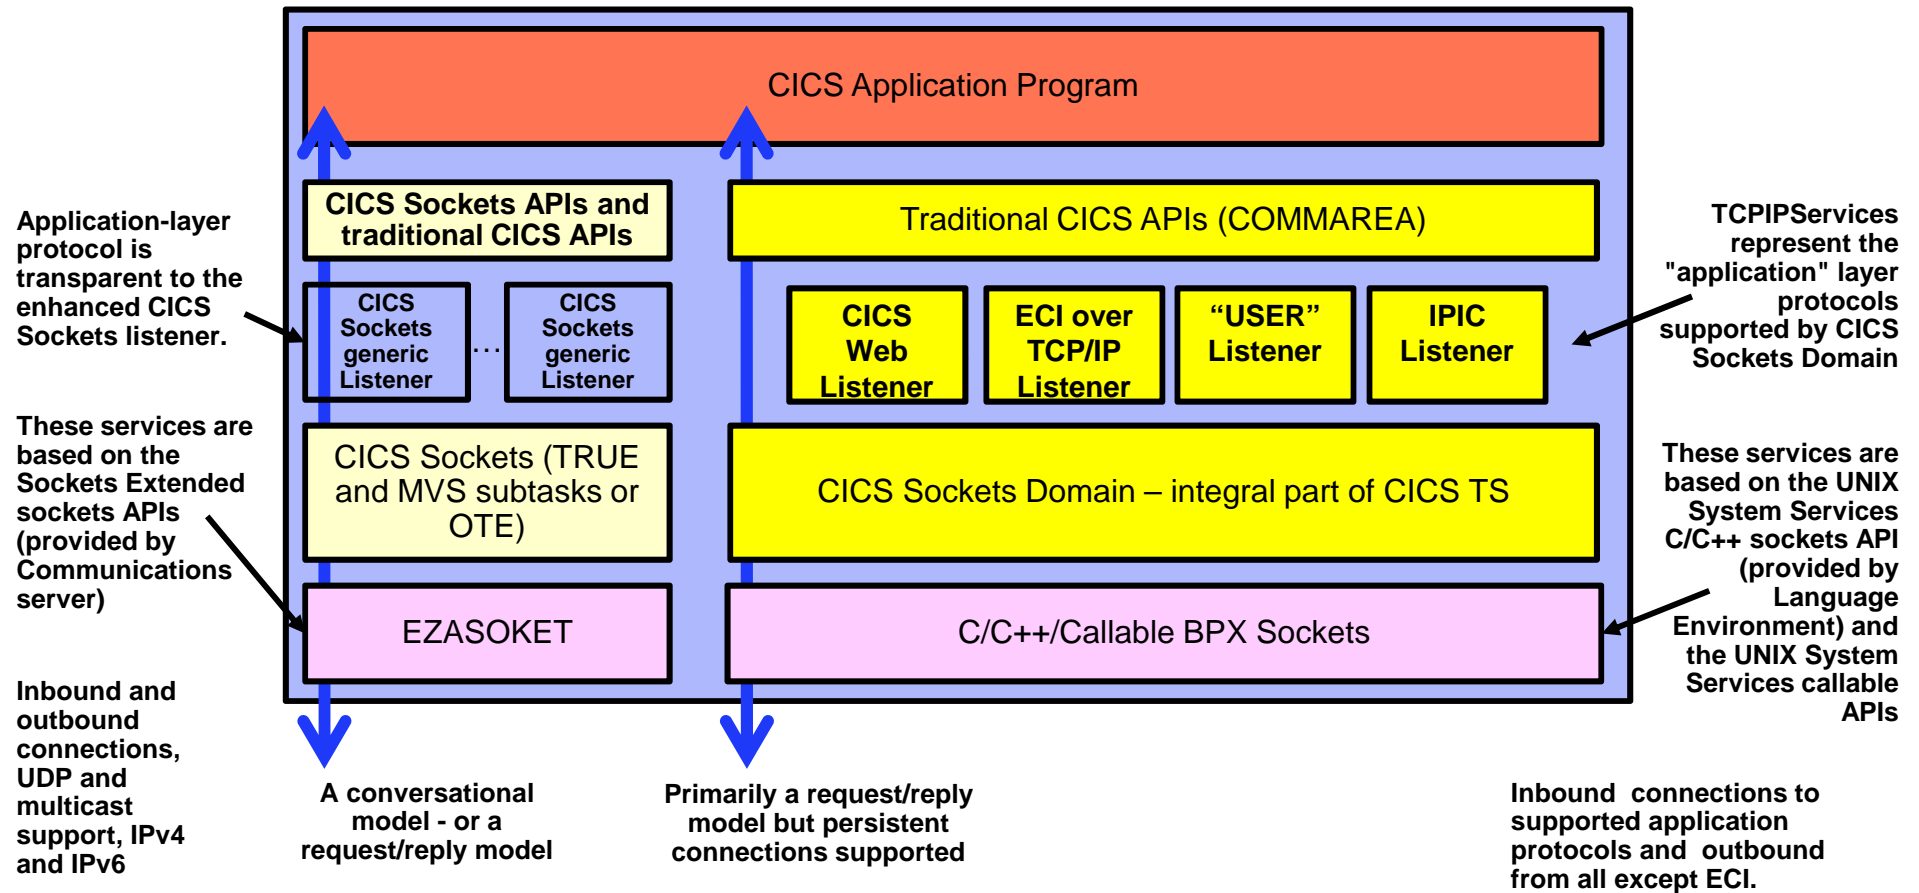 CICS Application Program
CICS Sockets APIs and
traditional CICS APIs
Traditional CICS APIs (COMMAREA)
Application-layer
protocol is
transparent to the
enhanced CICS
Sockets listener.
CICS
Sockets
generic
Listener
...
CICS
Sockets
generic
Listener
CICS
Web
Listener
ECI over
TCP/IP
Listener
“USER”
Listener
IPIC
Listener
TCPIPServices
represent the
"application" layer
protocols
supported by CICS
Sockets Domain
These services are
based on the
Sockets Extended
sockets APIs
(provided by
Communications
server)
CICS Sockets (TRUE
and MVS subtasks or
OTE)
CICS Sockets Domain – integral part of CICS TS
These services are
based on the UNIX
System Services
C/C++ sockets API
(provided by
Language
Environment) and
the UNIX System
Services callable
APIs
EZASOKET
C/C++/Callable BPX Sockets
Inbound and
outbound
connections,
UDP and
multicast
support, IPv4
and IPv6
A conversational
model - or a
request/reply model
Primarily a request/reply
model but persistent
connections supported
Inbound connections to
supported application
protocols and outbound
from all except ECI.